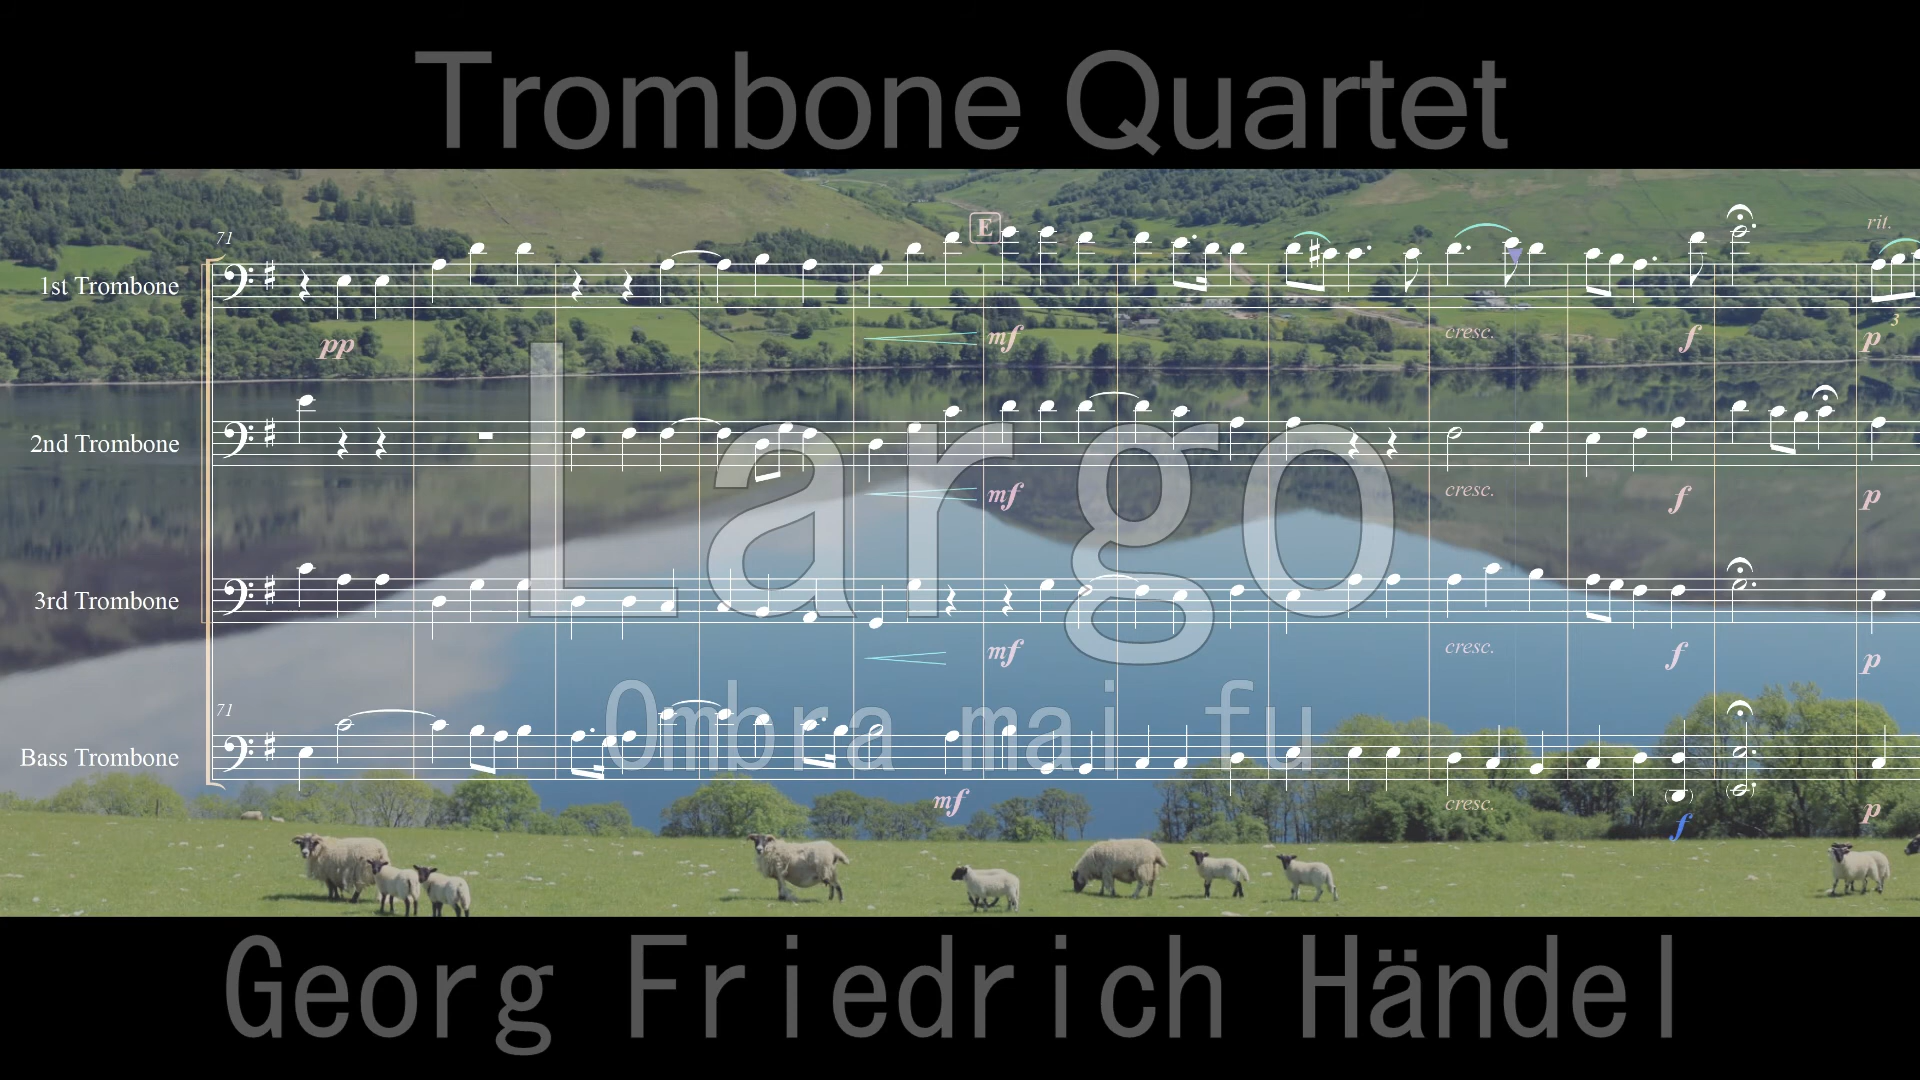 Trombone Quartet
E
rit.
71
1st Trombone
3
pp
mf
cresc.
f
p
2nd Trombone
mf
cresc.
f
p
Largo
3rd Trombone
mf
cresc.
f
p
71
Ombra mai fu
Bass Trombone
mf
cresc.
f
p
Georg Friedrich Händel